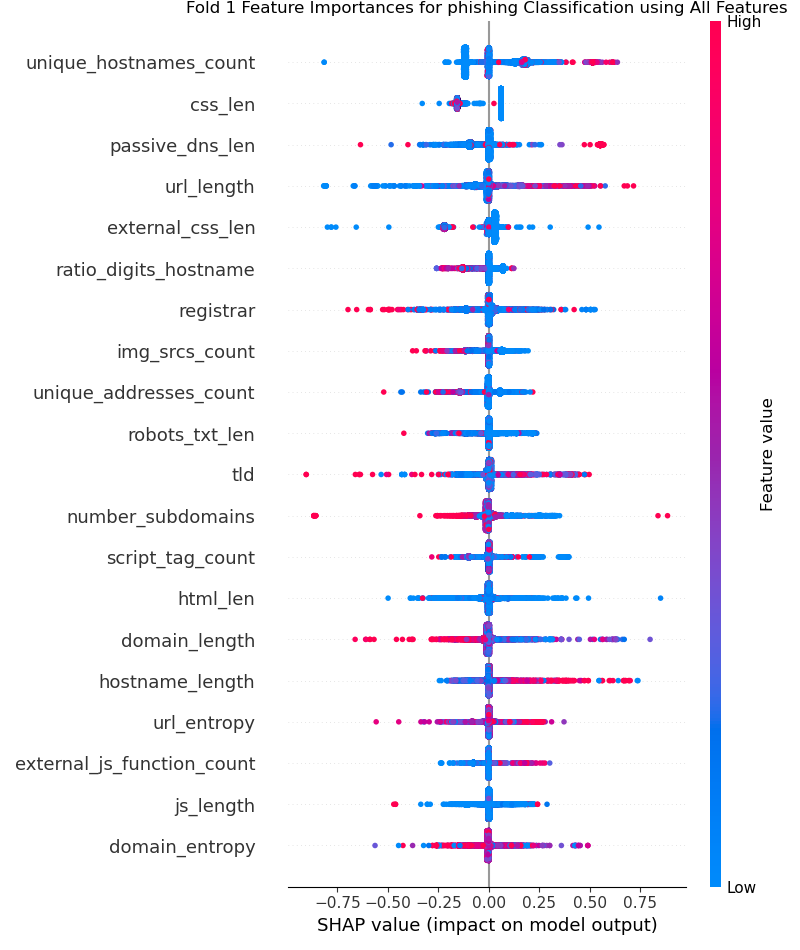 Fold 1 Feature Importances for phishing Classification using All Features
High
unique_hostnames_count
css_len
passive_dns_len
url_length
external_css_len
ratio_digits_hostname
registrar
img_srcs_count
unique_addresses_count
robots_txt_len
tld
number_subdomains
script_tag_count
html_len
domain_length
hostname_length
url_entropy
external_js_function_count
js_length
domain_entropy
Feature value
Low
−0.75 −0.50 −0.25 0.00 0.25 0.50 0.75
SHAP value (impact on model output)